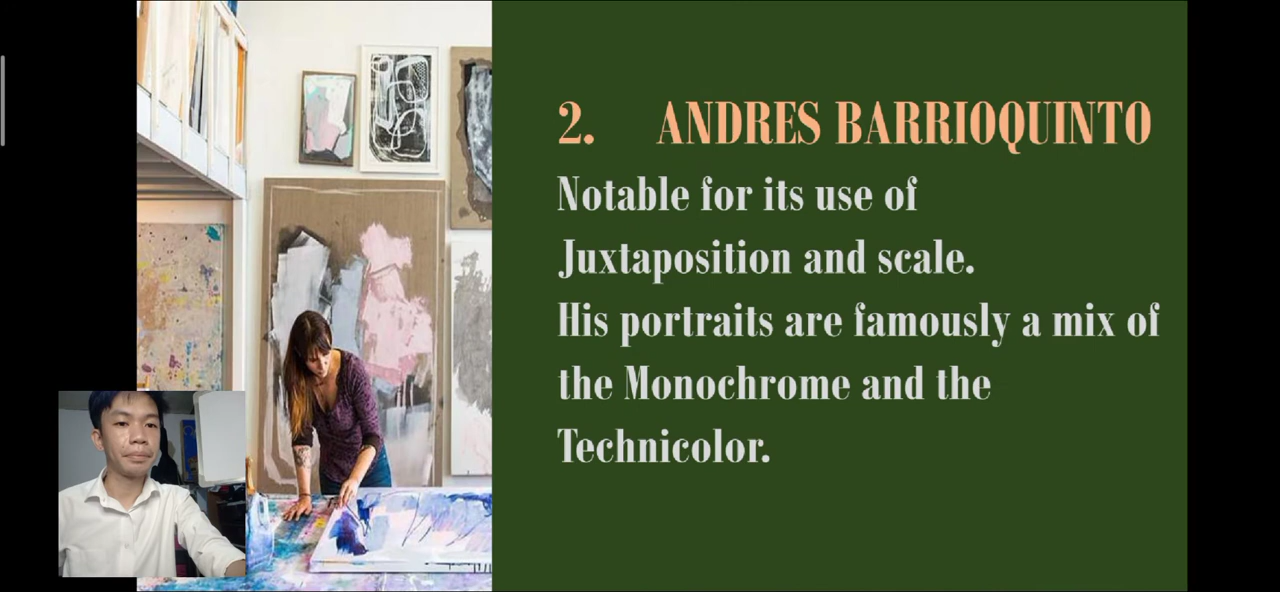 2. ANDRES BARRIOQUINTO
Notable for its use of
Juxtaposition and scale.
His portraits are famously a mix of
the Monochrome and the
Technicolor.